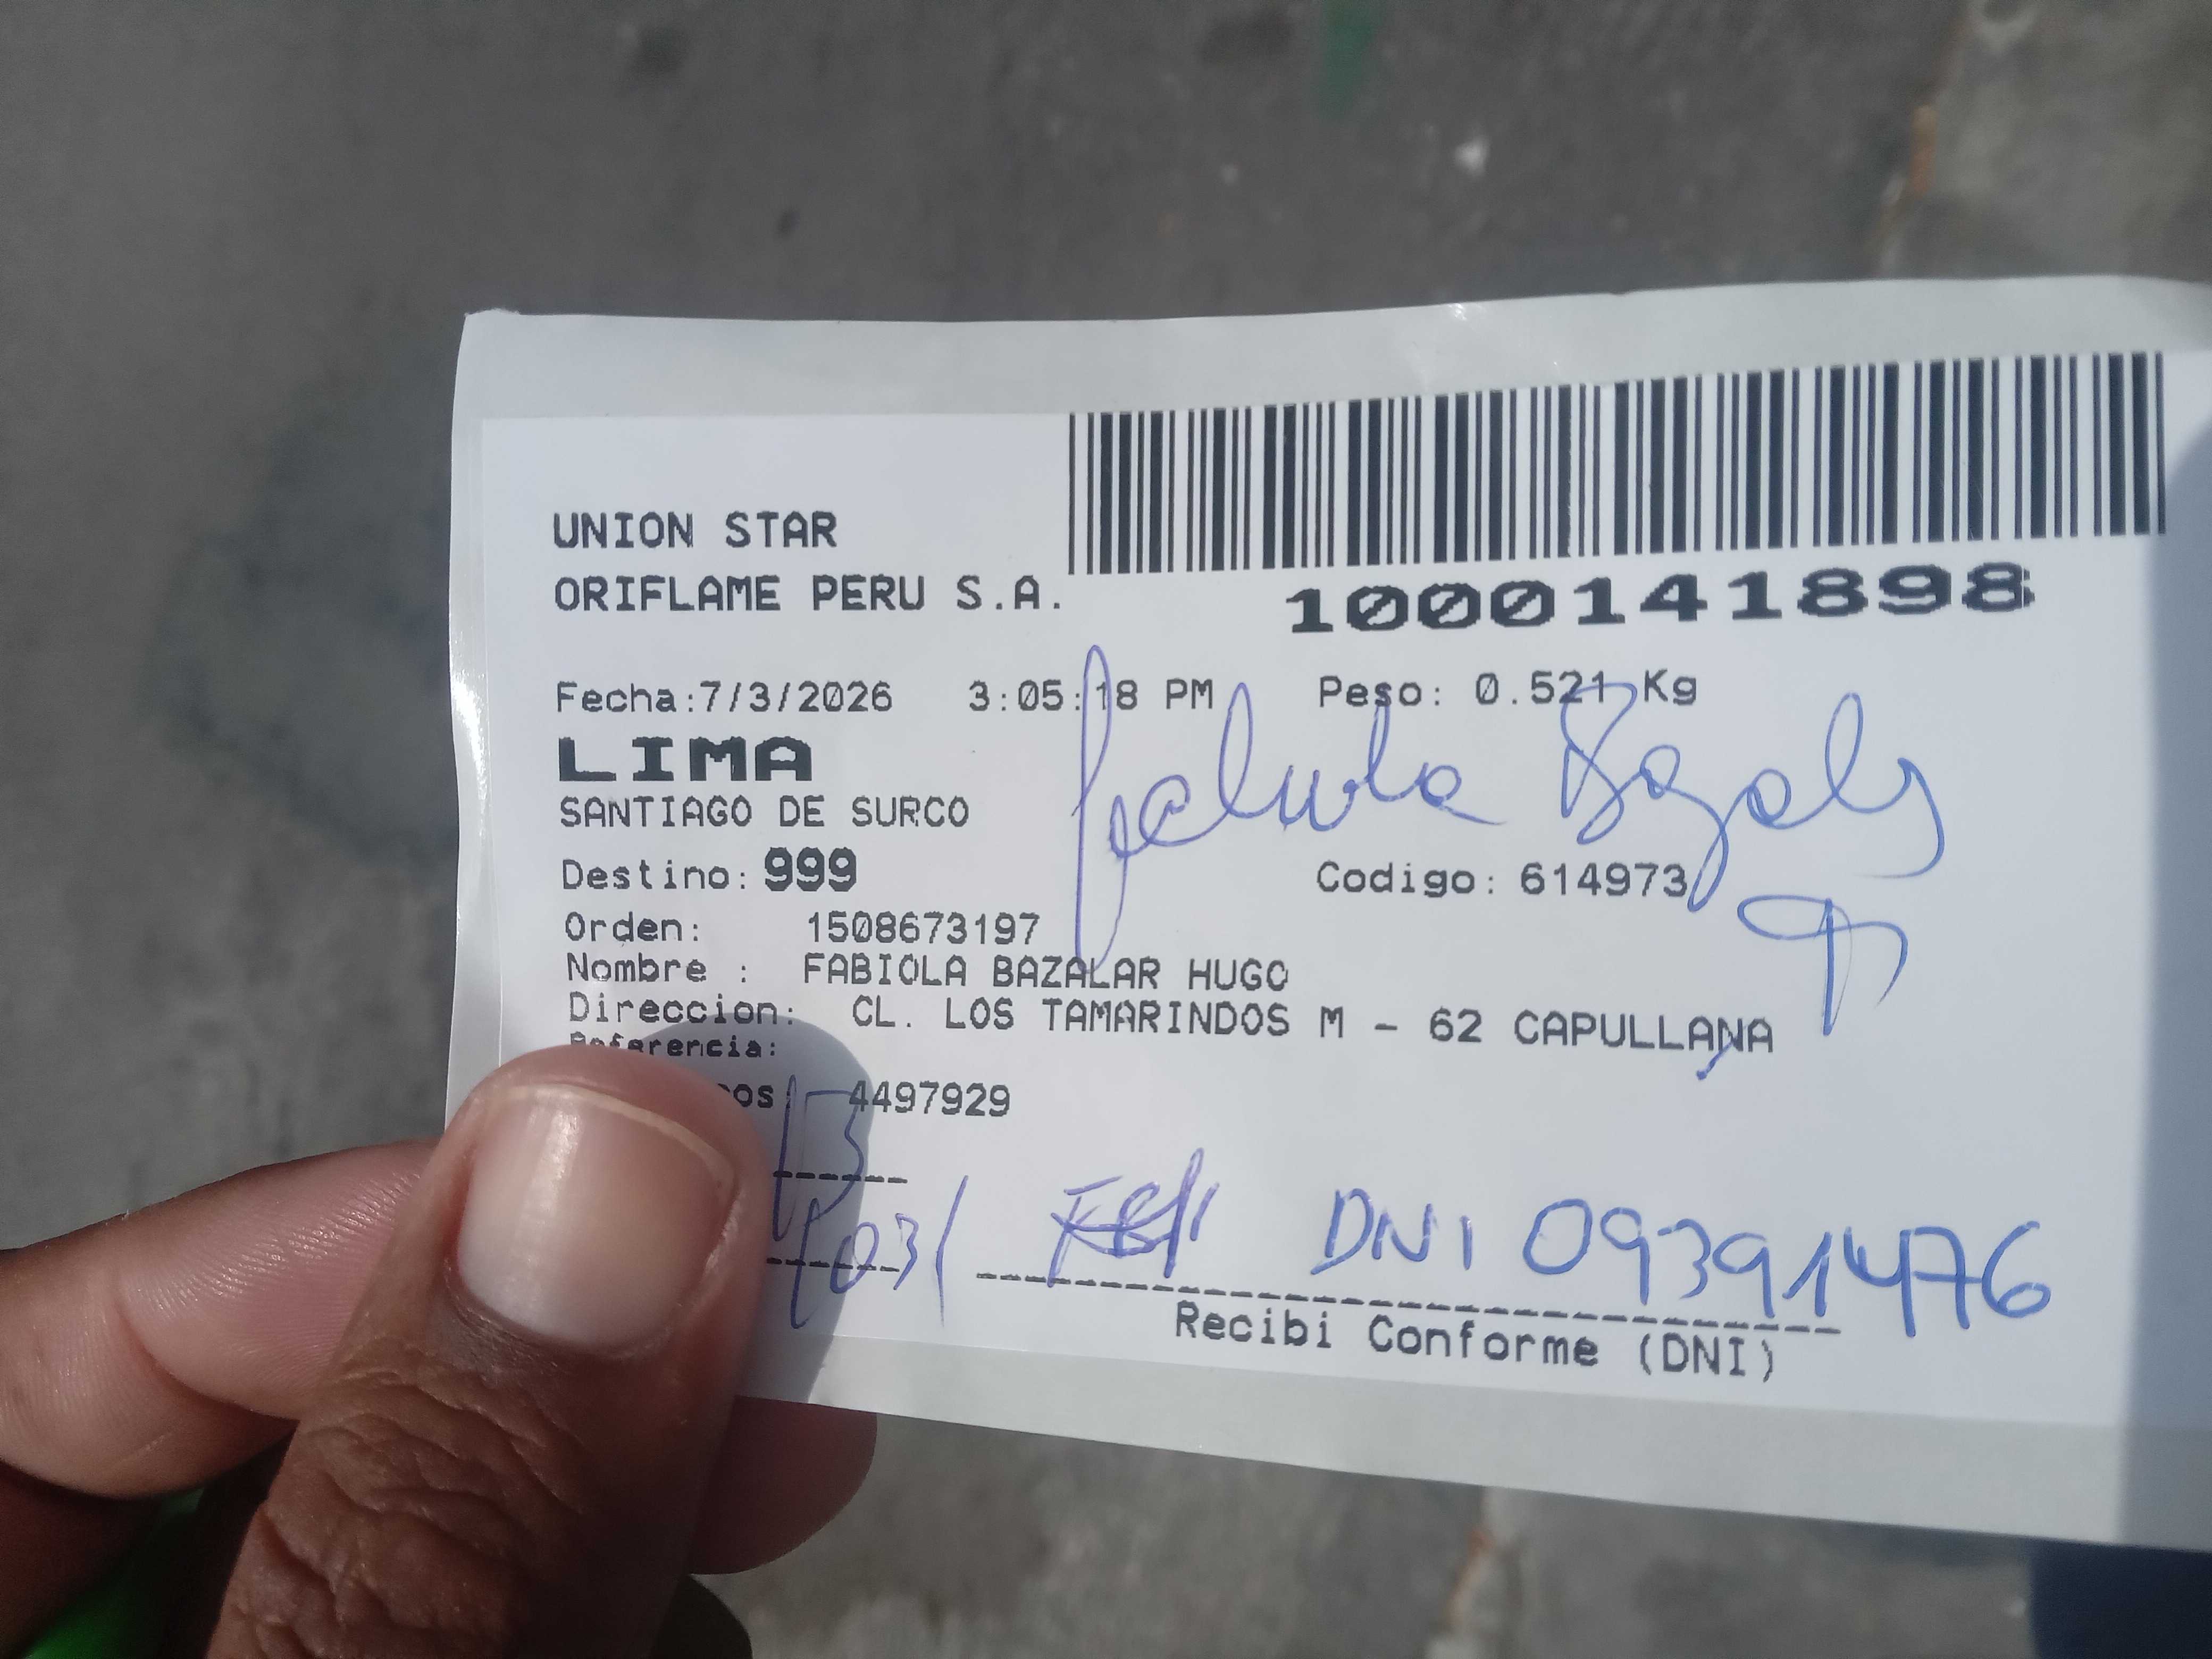 UNION STAR
ORIFLAME PERU S.A.
1000141898
Fecha:7/3/2026 3:05:18 PM Peso: 0.521 Kg
LIMA
SANTIAGO DE SURCO
Destino: 999 Codigo: 614973
Orden: 1508673197
Nombre : FABIOLA BAZALAR HUGO
Direccion: CL. LOS TAMARINDOS M - 62 CAPULLANA
Referencia:
4497929
DNI 09391476
Recibi Conforme (DNI)